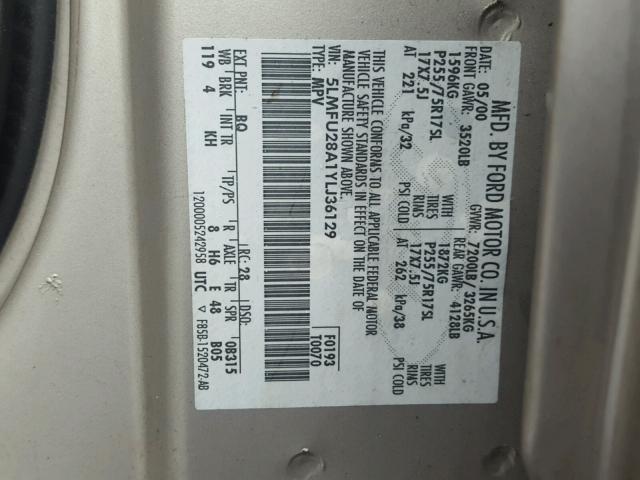 MFD. BY FORD MOTOR CO. IN U.S.A.
DATE: 05/00 GVWR: 7200LB/ 3265KG
FRONT GAWR: 3520LB REAR GAWR: 4128LB
1596KG WITH 1872KG WITH
P255/75R17SL TIRES P255/75R17SL TIRES
17X7.5J RIMS 17X7.5J RIMS
AT 221 kPa/32 PSI COLD AT 262 kPa/38 PSI COLD
THIS VEHICLE CONFORMS TO ALL APPLICABLE FEDERAL MOTOR
VEHICLE SAFETY STANDARDS IN EFFECT ON THE DATE OF
MANUFACTURE SHOWN ABOVE.
VIN: 5LMFU28A1YLJ36129 F0193
TYPE: MPV T0070
EXT PNT: BQ RC: 28 DSO: 0B315
WB BRK INT TR TP/PS R AXLE TR SPR
119 4 KH 8 H6 E 48 B05
1200005242958 UTC ▽ F85B-1520472-AB